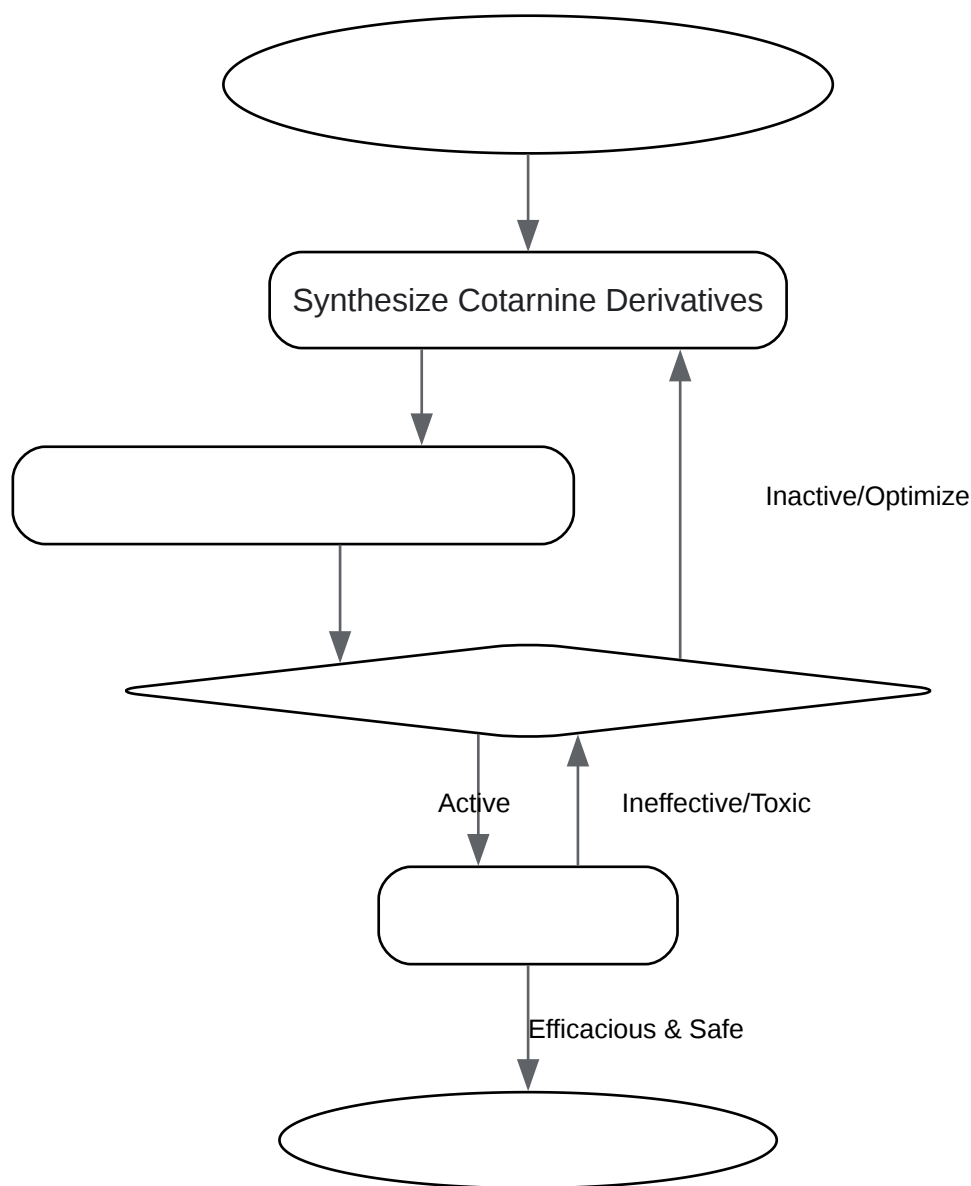 Synthesize Cotarnine Derivatives
Inactive/Optimize
Active
Ineffective/Toxic
Efficacious & Safe